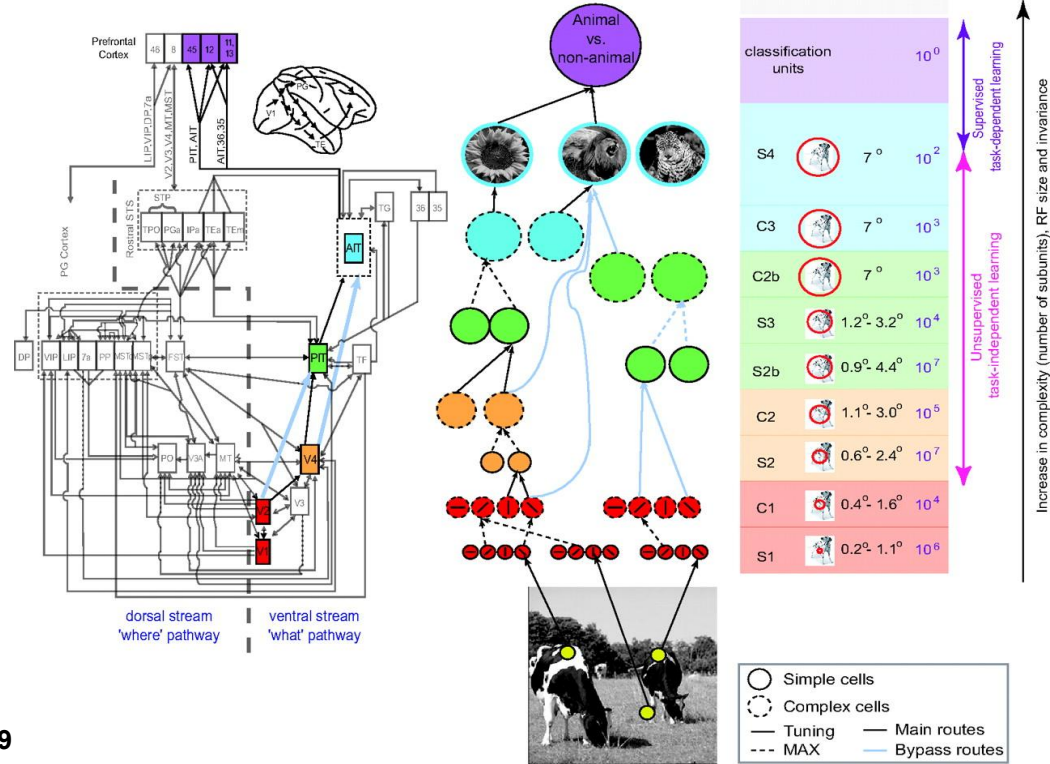 Prefrontal
Cortex
46
8
45
12
11,
13
LIP,VIP,DP,7a
V2,V3,V4,MT,MST
PIT, AIT
AIT,36,35
PG
V1
TE
PG Cortex
Rostral STS
STP
TPO
PGa
IPa
TEa
TEm
AIT
TG
36
35
DP
VIP
LIP
7a
PP
FST
PIT
TF
PO
V3A
MT
V4
V2
V3
V1
dorsal stream
'where' pathway
ventral stream
'what' pathway
Animal
vs.
non-animal
classification
units
10⁰
S4
7 °
10²
C3
7 °
10³
C2b
7 °
10³
S3
1.2°- 3.2°
10⁴
S2b
0.9°- 4.4°
10⁷
C2
1.1°- 3.0°
10⁵
S2
0.6°- 2.4°
10⁷
C1
0.4°- 1.6°
10⁴
S1
0.2°- 1.1°
10⁶
Supervised
task-dependent learning
Unsupervised
task-independent learning
Increase in complexity (number of subunits), RF size and invariance
Simple cells
Complex cells
Tuning
Main routes
MAX
Bypass routes
9